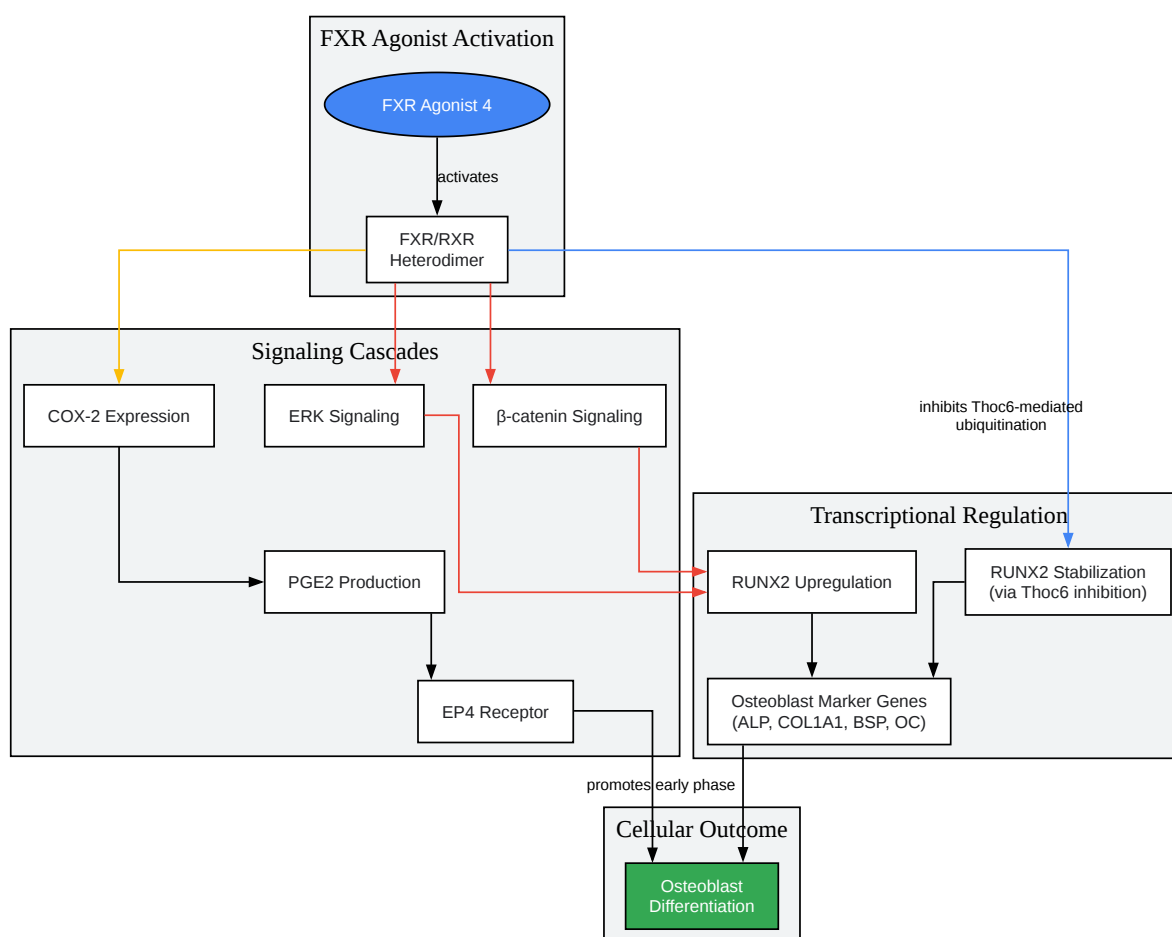 FXR Agonist Activation
FXR Agonist 4
activates
FXR/RXR
Heterodimer
Signaling Cascades
COX-2 Expression
ERK Signaling
β-catenin Signaling
inhibits Thoc6-mediated
ubiquitination
Transcriptional Regulation
PGE2 Production
RUNX2 Upregulation
RUNX2 Stabilization
(via Thoc6 inhibition)
EP4 Receptor
Osteoblast Marker Genes
(ALP, COL1A1, BSP, OC)
promotes early phase
Cellular Outcome
Osteoblast
Differentiation